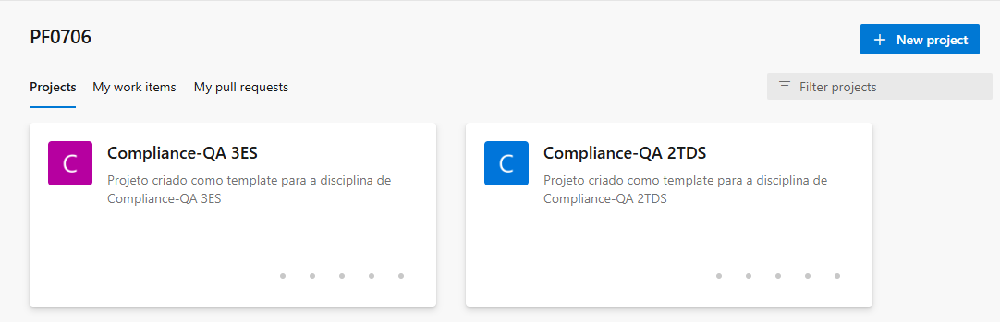 PF0706
+ New project
Projects
My work items
My pull requests
Filter projects
C
Compliance-QA 3ES
Projeto criado como template para a disciplina de
Compliance-QA 3ES
C
Compliance-QA 2TDS
Projeto criado como template para a disciplina de
Compliance-QA 2TDS